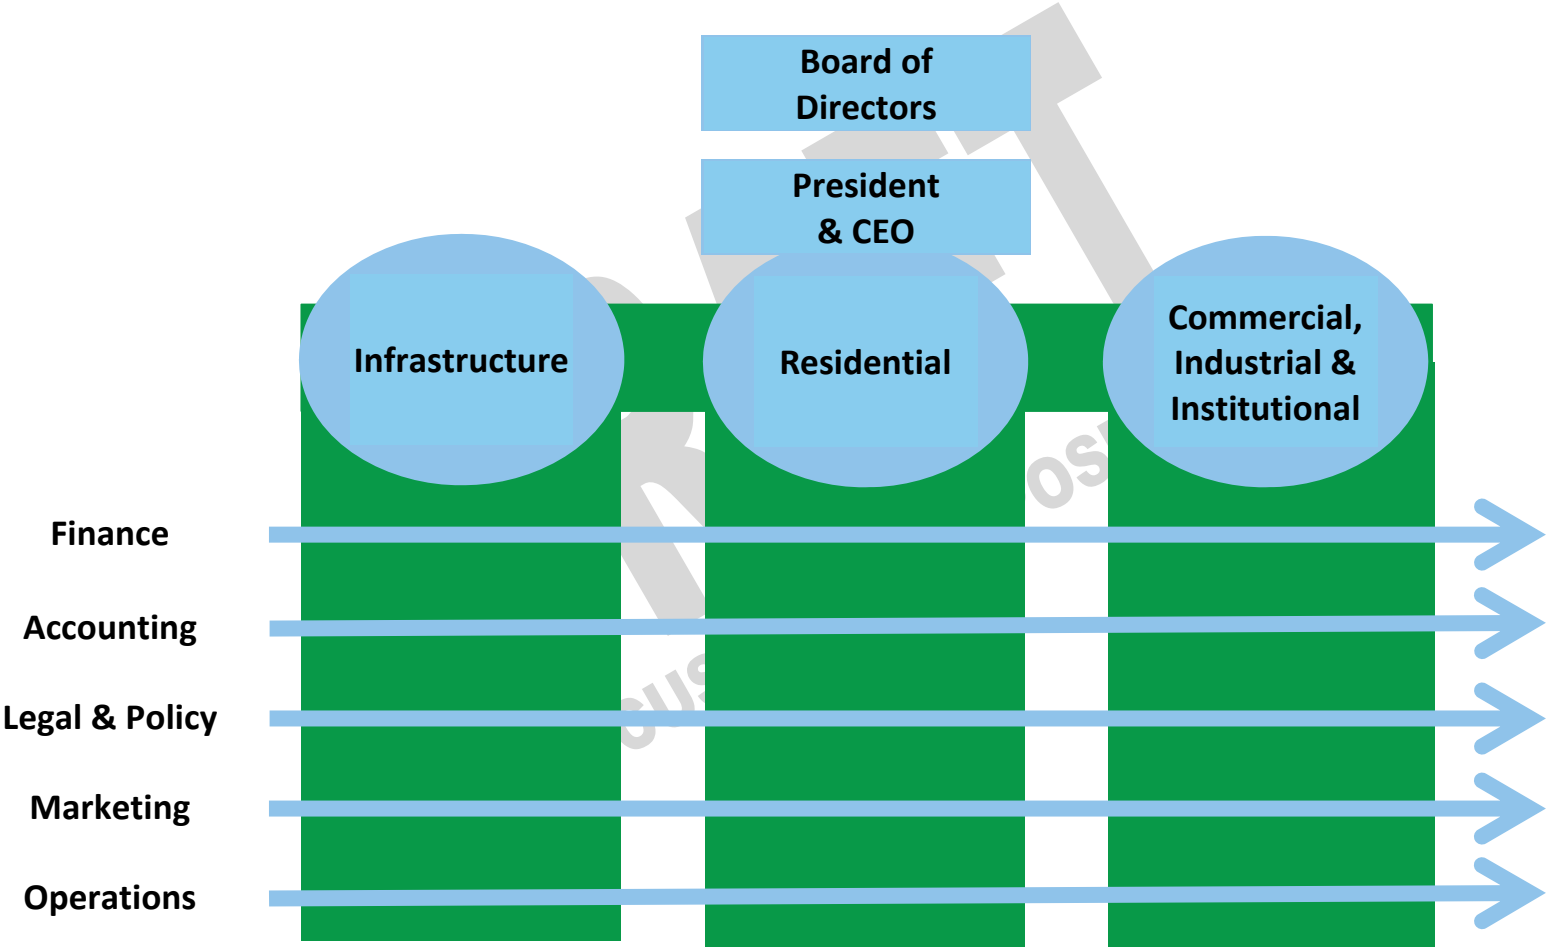 Board of
Directors
President
& CEO
Infrastructure
Residential
Commercial,
Industrial &
Institutional
Finance
Accounting
Legal & Policy
Marketing
Operations